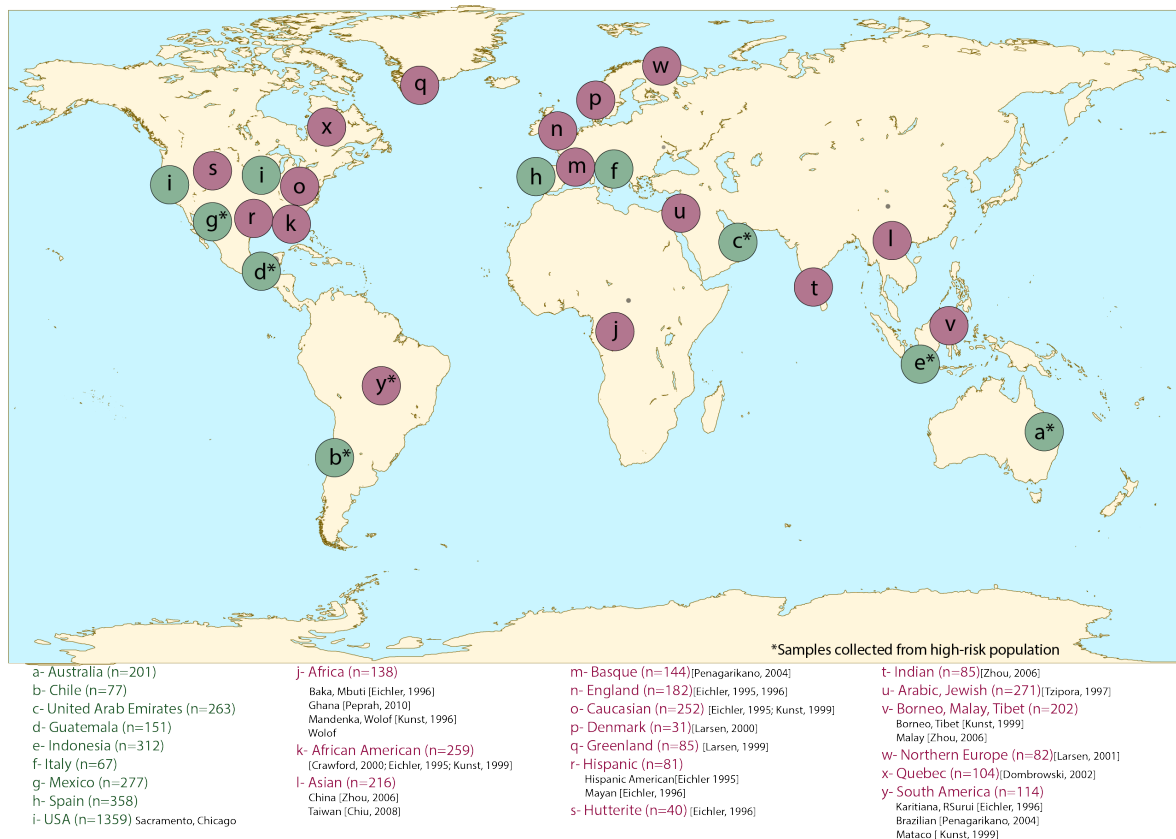 q
w
p
x
n
s
i
i
o
h
m
f
g*
r
k
u
c*
l
d*
t
j
v
e*
y*
a*
b*
*Samples collected from high-risk population
a- Australia (n=201)
b- Chile (n=77)
c- United Arab Emirates (n=263)
d- Guatemala (n=151)
e- Indonesia (n=312)
f- Italy (n=67)
g- Mexico (n=277)
h- Spain (n=358)
i- USA (n=1359) Sacramento, Chicago
j- Africa (n=138)
Baka, Mbuti [Eichler, 1996]
Ghana [Peprah, 2010]
Mandenka, Wolof [Kunst, 1996]
Wolof
k- African American (n=259)
[Crawford, 2000; Eichler, 1995; Kunst, 1999]
l- Asian (n=216)
China [Zhou, 2006]
Taiwan [Chiu, 2008]
m- Basque (n=144)[Penagarikano, 2004]
n- England (n=182)[Eichler, 1995, 1996]
o- Caucasian (n=252) [Eichler, 1995; Kunst, 1999]
p- Denmark (n=31)[Larsen, 2000]
q- Greenland (n=85) [Larsen, 1999]
r- Hispanic (n=81)
Hispanic American[Eichler 1995]
Mayan [Eichler, 1996]
s- Hutterite (n=40) [Eichler, 1996]
t- Indian (n=85)[Zhou, 2006]
u- Arabic, Jewish (n=271)[Tzipora, 1997]
v- Borneo, Malay, Tibet (n=202)
Borneo, Tibet [Kunst, 1999]
Malay [Zhou, 2006]
w- Northern Europe (n=82)[Larsen, 2001]
x- Quebec (n=104)[Dombrowski, 2002]
y- South America (n=114)
Karitiana, RSurui [Eichler, 1996]
Brazilian [Penagarikano, 2004]
Mataco [ Kunst, 1999]